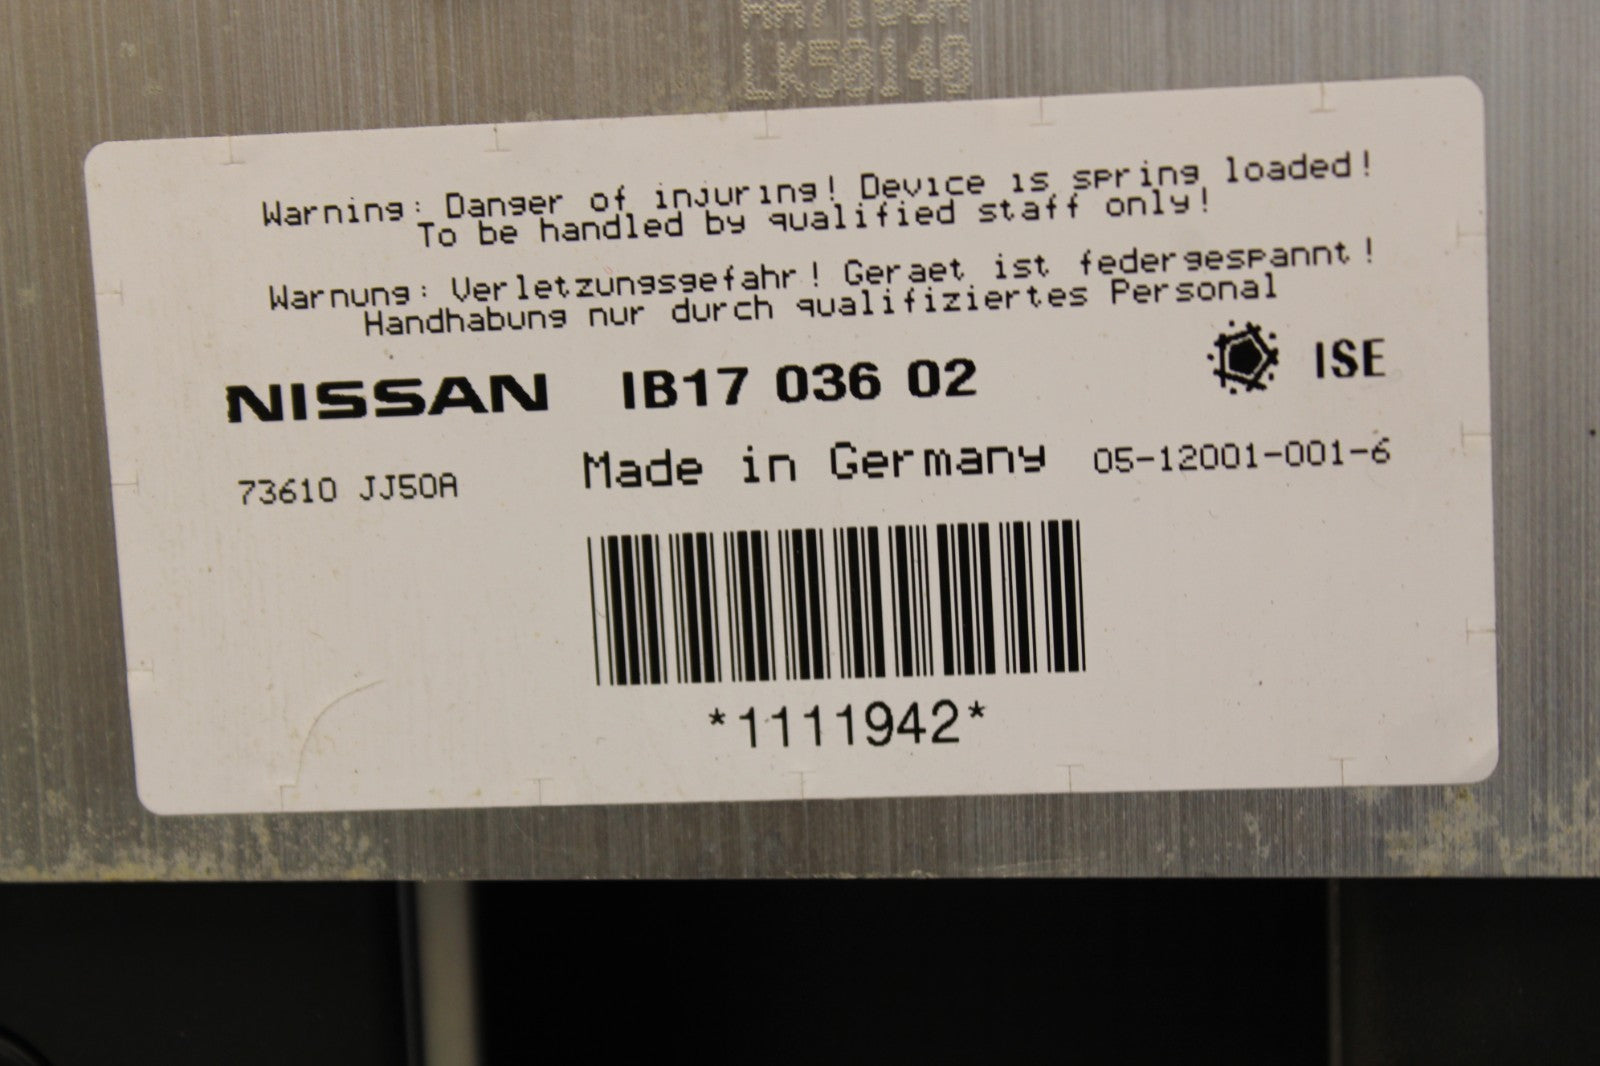 LK50140
Warning: Danger of injuring! Device is spring loaded!
To be handled by qualified staff only!
Warnung: Verletzungsgefahr! Geraet ist federgespannt!
Handhabung nur durch qualifiziertes Personal
NISSAN IB17 036 02 ISE
73610 JJ50A Made in Germany 05-12001-001-6
*1111942*